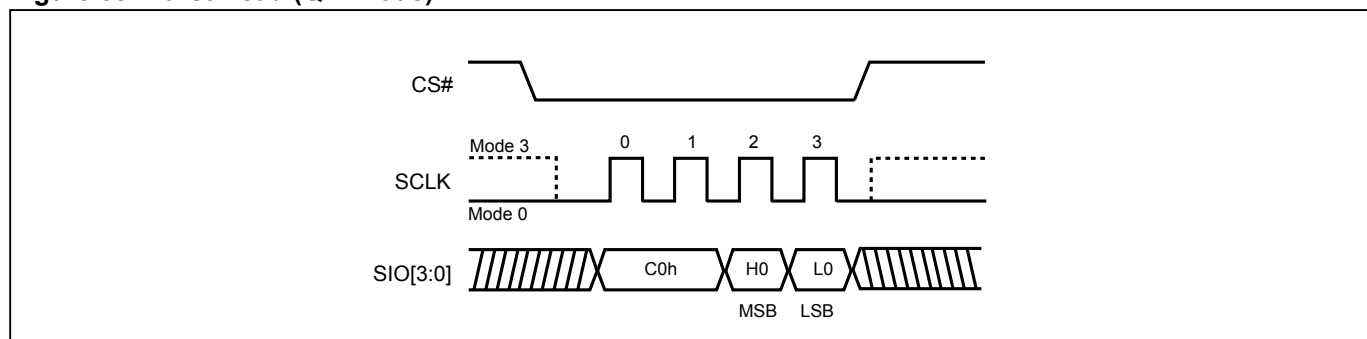 CS#
Mode 3
0 1 2 3
SCLK
Mode 0
SIO[3:0]
C0h H0 L0
MSB LSB